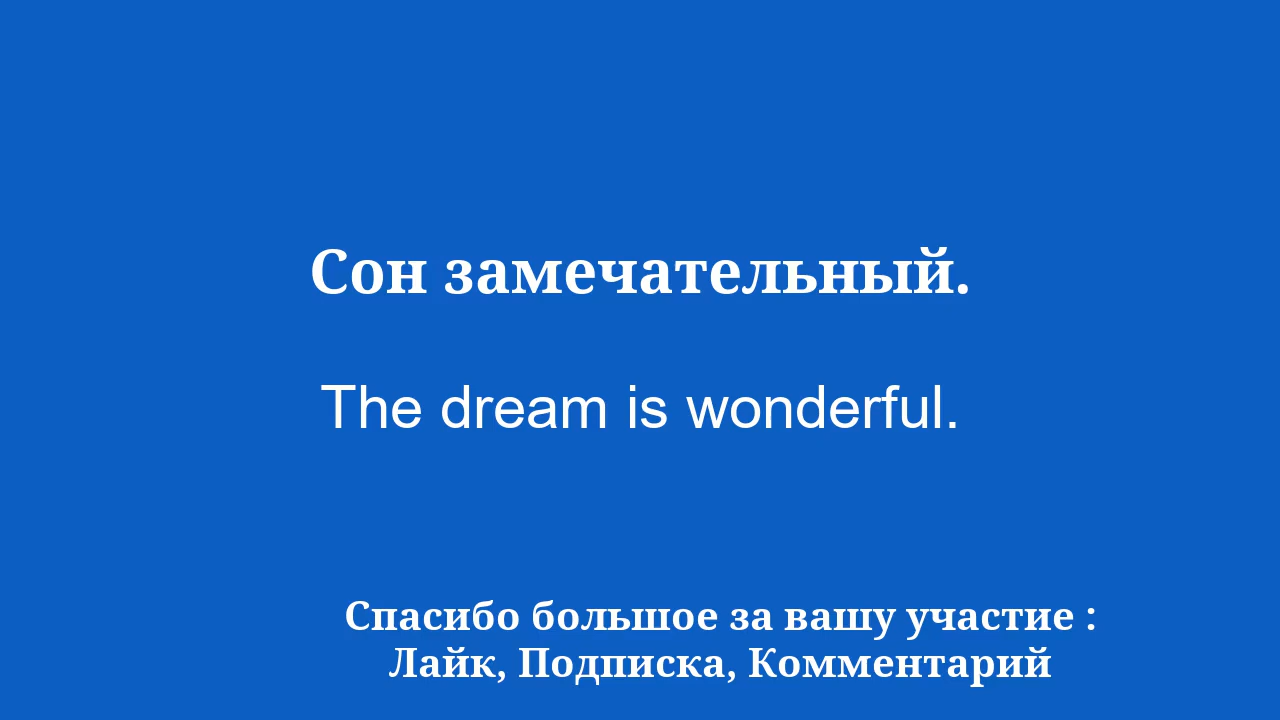 Сон замечательный.
The dream is wonderful.
Спасибо большое за вашу участие :
Лайк, Подписка, Комментарий